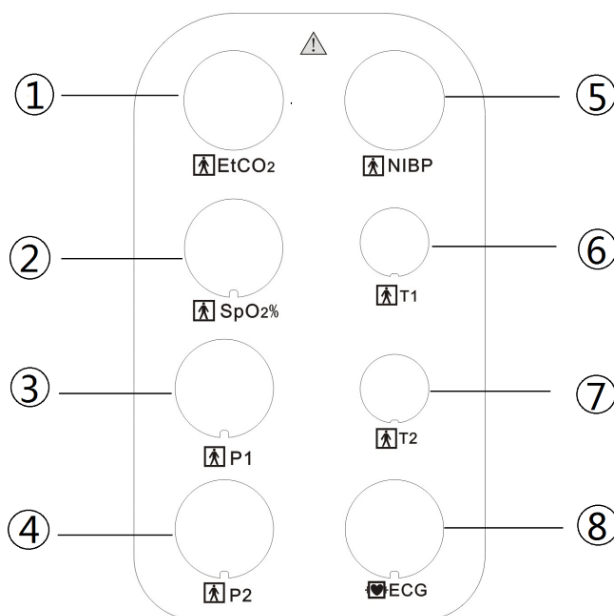 ① EtCO₂ NIBP ⑤
② SpO₂% T1 ⑥
③ P1 T2 ⑦
④ P2 ECG ⑧